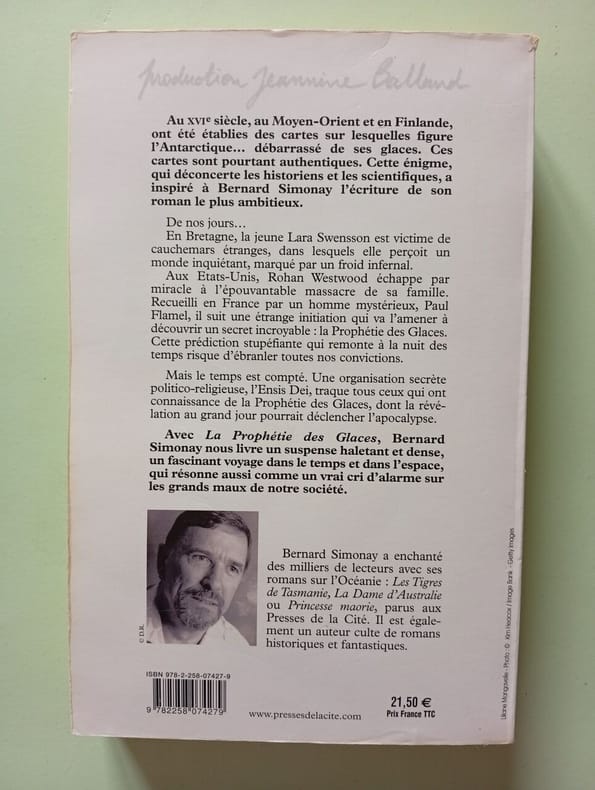 production Jeannine Balland
Au XVIe siècle, au Moyen-Orient et en Finlande,
ont été établies des cartes sur lesquelles figure
l'Antarctique... débarrassé de ses glaces. Ces
cartes sont pourtant authentiques. Cette énigme,
qui déconcerte les historiens et les scientifiques, a
inspiré à Bernard Simonay l'écriture de son
roman le plus ambitieux.
De nos jours...
En Bretagne, la jeune Lara Swensson est victime de
cauchemars étranges, dans lesquels elle perçoit un
monde inquiétant, marqué par un froid infernal.
Aux Etats-Unis, Rohan Westwood échappe par
miracle à l'épouvantable massacre de sa famille.
Recueilli en France par un homme mystérieux, Paul
Flamel, il suit une étrange initiation qui va l'amener à
découvrir un secret incroyable : la Prophétie des Glaces.
Cette prédiction stupéfiante qui remonte à la nuit des
temps risque d'ébranler toutes nos convictions.
Mais le temps est compté. Une organisation secrète
politico-religieuse, l'Ensis Dei, traque tous ceux qui ont
connaissance de la Prophétie des Glaces, dont la révé-
lation au grand jour pourrait déclencher l'apocalypse.
Avec La Prophétie des Glaces, Bernard
Simonay nous livre un suspense haletant et dense,
un fascinant voyage dans le temps et dans l'espace,
qui résonne aussi comme un vrai cri d'alarme sur
les grands maux de notre société.
Bernard Simonay a enchanté
des milliers de lecteurs avec ses
romans sur l'Océanie : Les Tigres
de Tasmanie, La Dame d'Australie
ou Princesse maorie, parus aux
Presses de la Cité. Il est égale-
ment un auteur culte de romans
historiques et fantastiques.
© D.R.
ISBN 978-2-258-07427-9
9 782258 074279
www.pressesdelacite.com
21,50 €
Prix France TTC
Liliane Mangavelle - Photo : © Kim Heacox / Image Bank - Getty Images